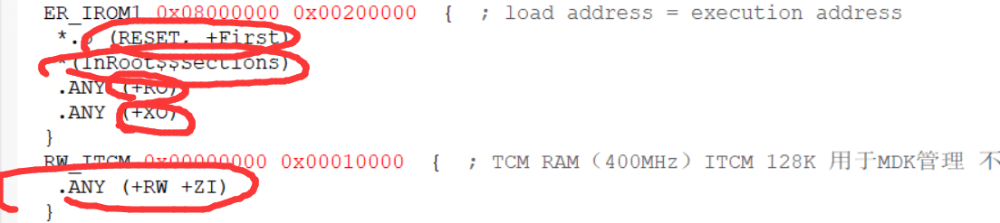 ER_IROM1 0x08000000 0x00200000  {  ; load address = execution address
*.o (RESET, +First)
*(InRoot$$Sections)
.ANY (+RO)
.ANY (+XO)
}
RW_ITCM 0x00000000 0x00010000  {  ; TCM RAM（400MHz）ITCM 128K 用于MDK管理 不
.ANY (+RW +ZI)
}